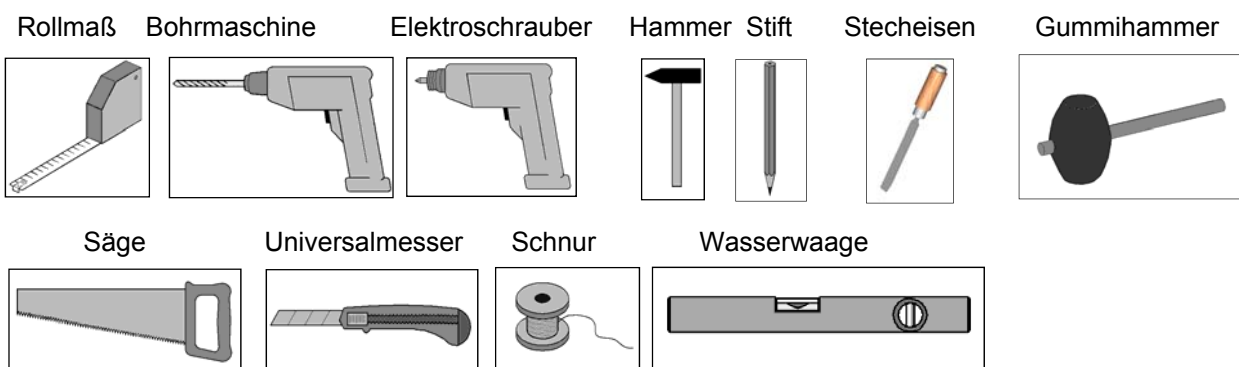 Rollmaß Bohrmaschine Elektroschrauber Hammer Stift Stecheisen Gummihammer
Säge Universalmesser Schnur Wasserwaage